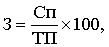 З = Сп/ТП ×100,